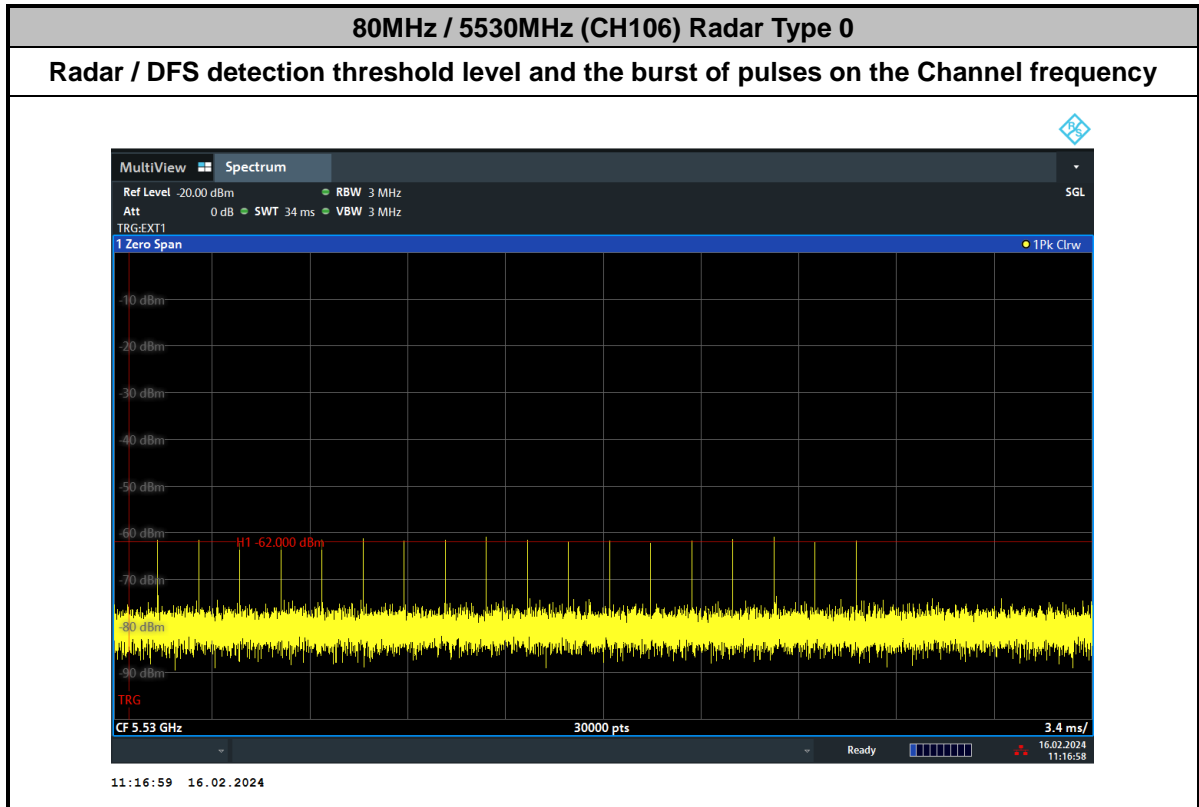 80MHz / 5530MHz (CH106) Radar Type 0
Radar / DFS detection threshold level and the burst of pulses on the Channel frequency
R&S
MultiView Spectrum
Ref Level -20.00 dBm RBW 3 MHz SGL
Att 0 dB SWT 34 ms VBW 3 MHz
TRG:EXT1
1 Zero Span 1Pk Clrw
-10 dBm
-20 dBm
-30 dBm
-40 dBm
-50 dBm
-60 dBm
H1 -62.000 dBm
-70 dBm
-80 dBm
-90 dBm
TRG
CF 5.53 GHz 30000 pts 3.4 ms/
Ready 16.02.2024
11:16:58
11:16:59 16.02.2024